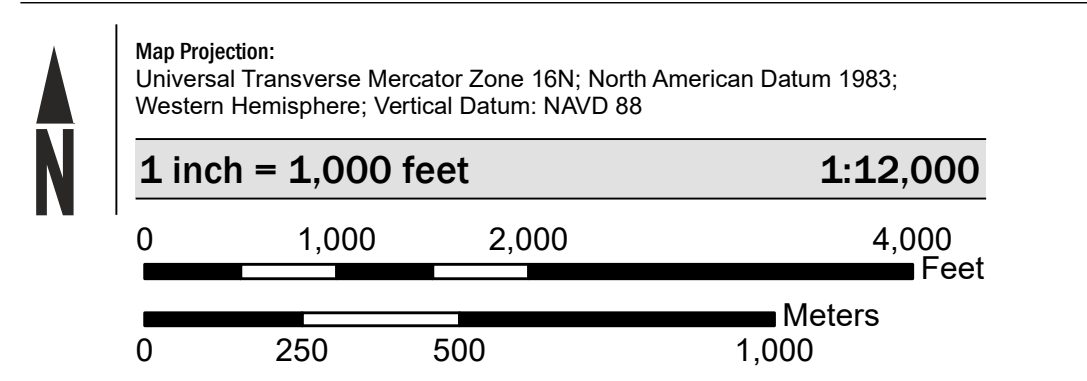 N
Map Projection:
Universal Transverse Mercator Zone 16N; North American Datum 1983;
Western Hemisphere; Vertical Datum: NAVD 88
1 inch = 1,000 feet 1:12,000
0 1,000 2,000 4,000
Feet
Meters
0 250 500 1,000